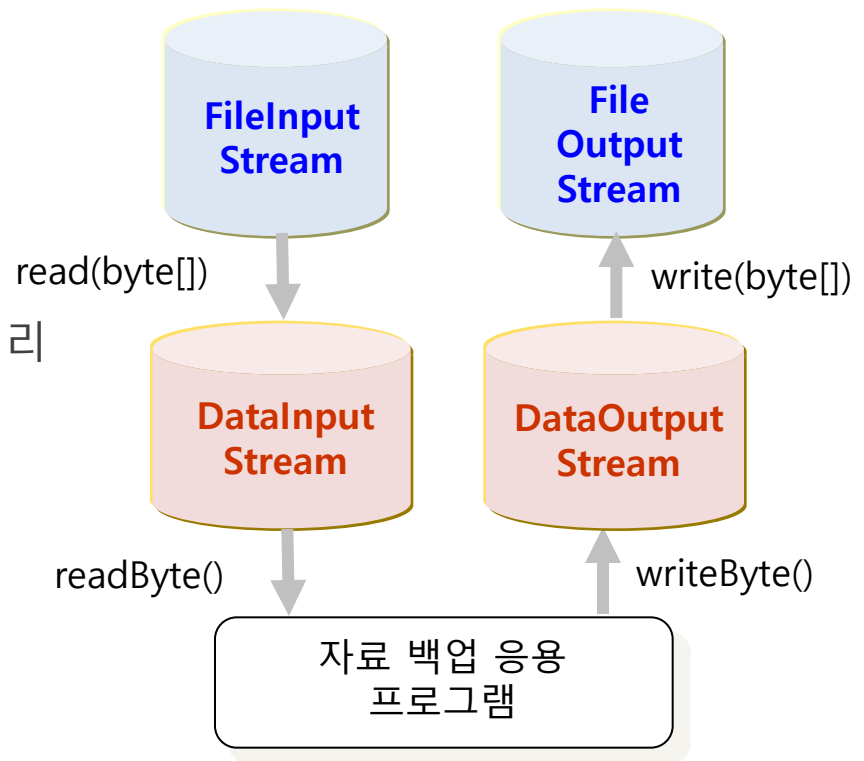 FileInput
Stream
File
Output
Stream
read(byte[])
write(byte[])
리
DataInput
Stream
DataOutput
Stream
readByte()
writeByte()
자료 백업 응용
프로그램